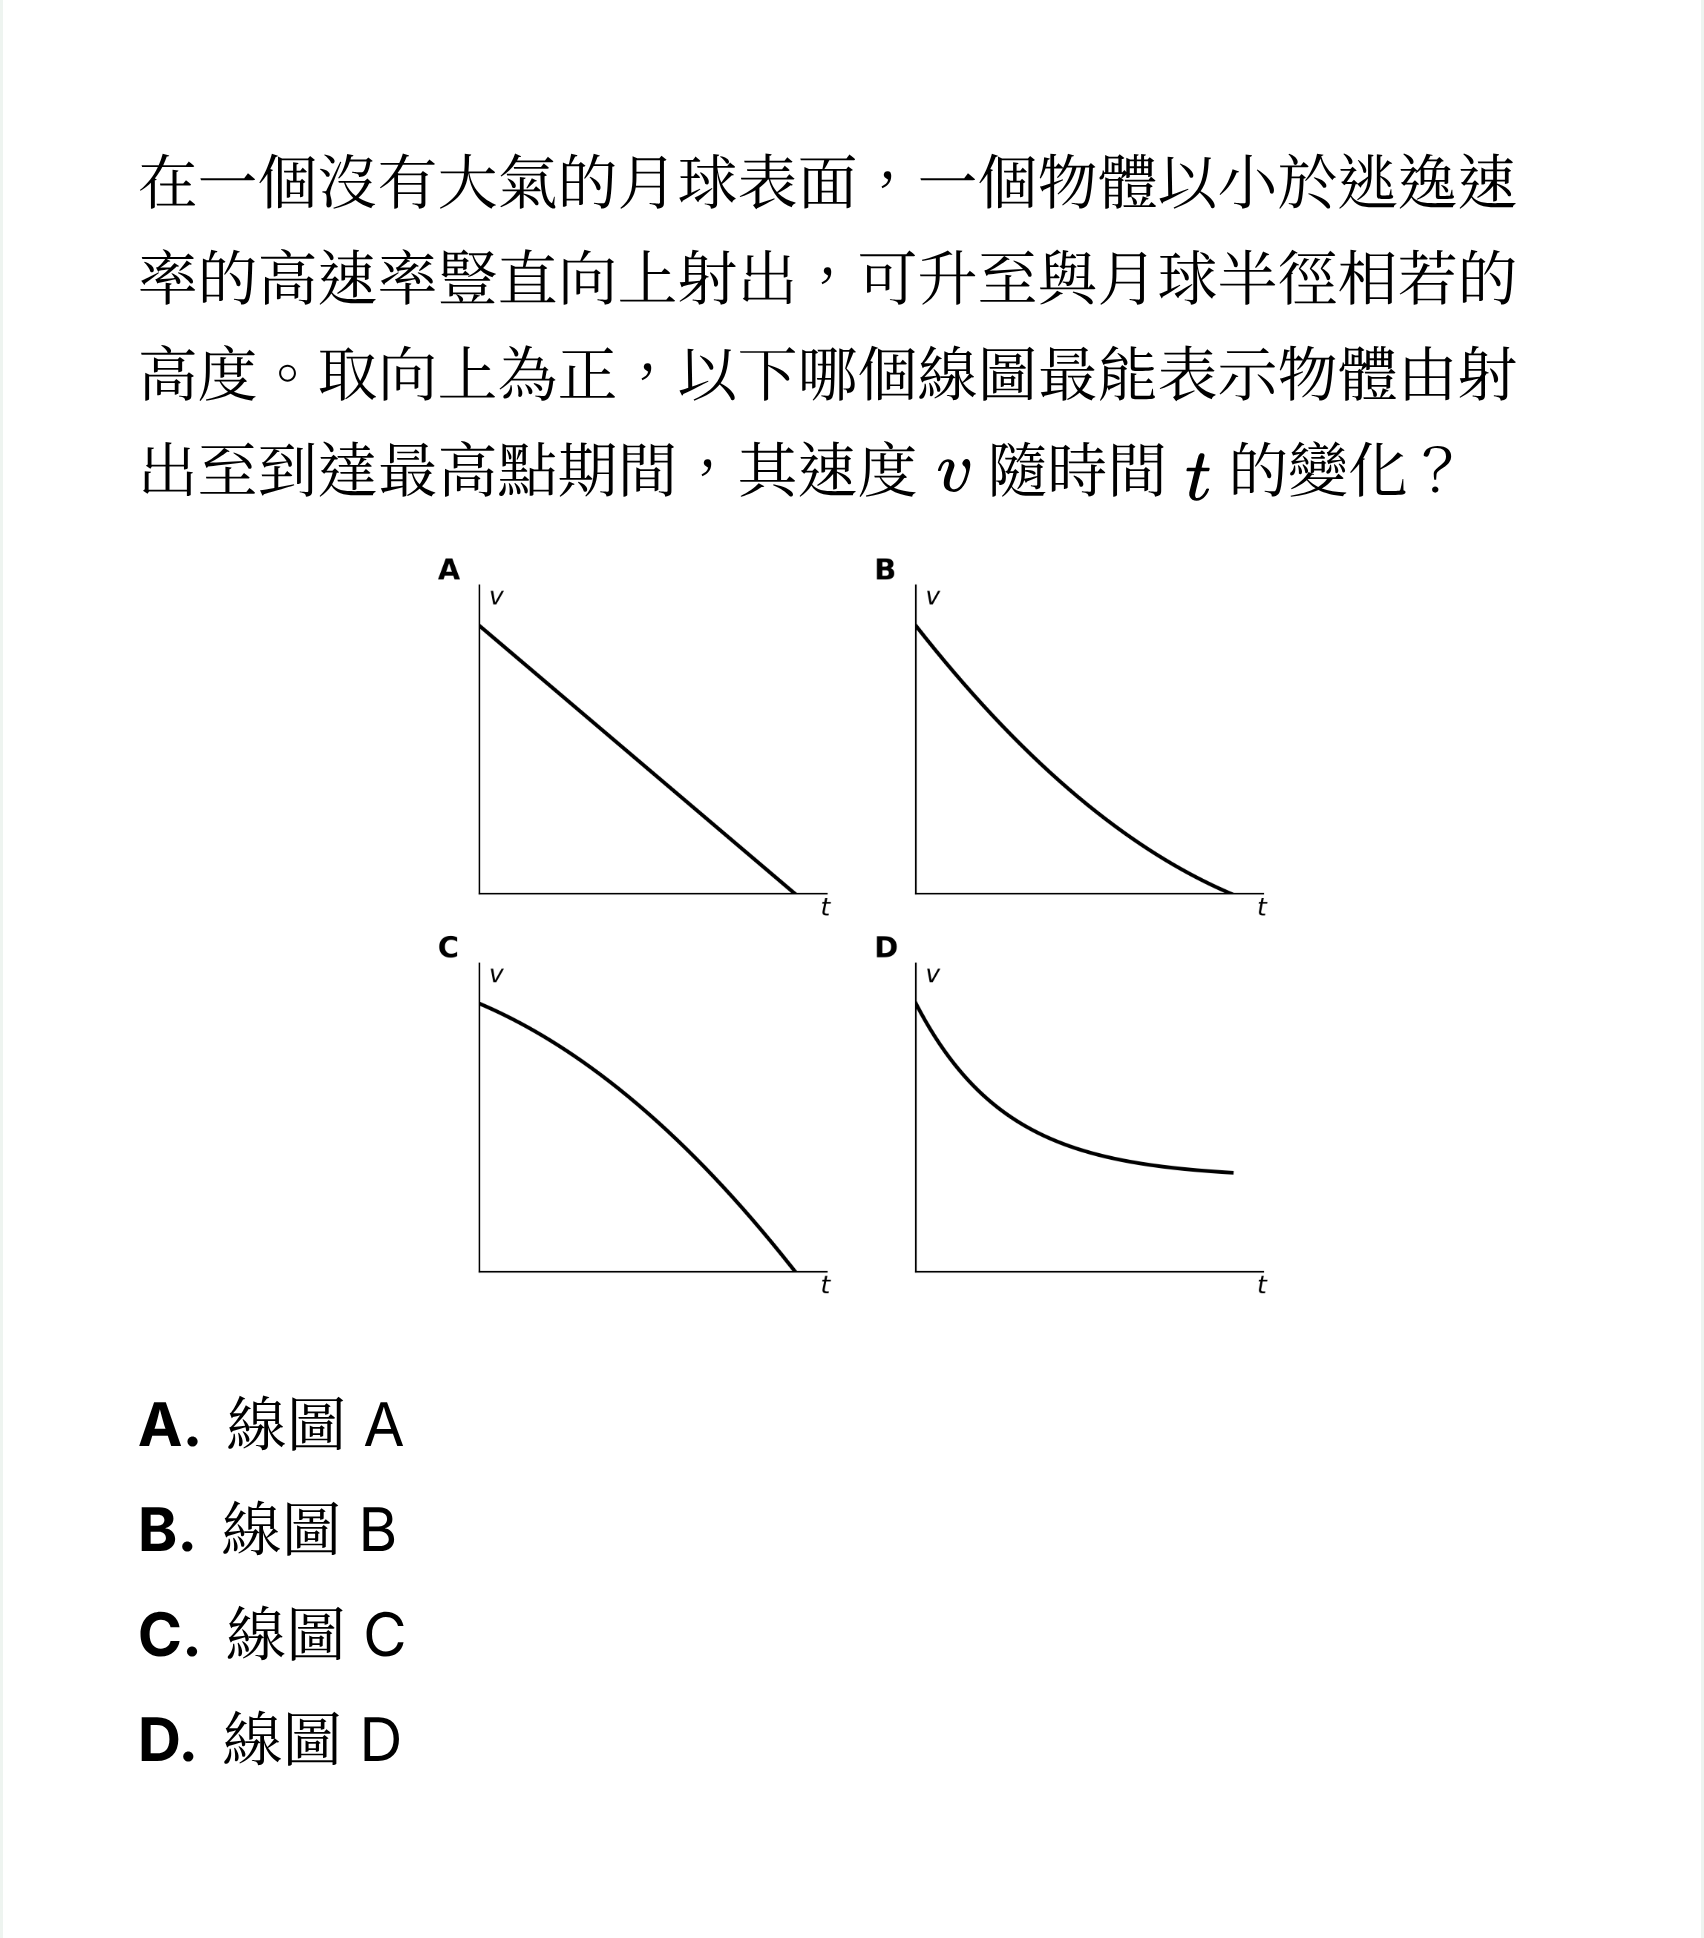 在一個沒有大氣的月球表面，一個物體以小於逃逸速
率的高速率豎直向上射出，可升至與月球半徑相若的
高度。取向上為正，以下哪個線圖最能表示物體由射
出至到達最高點期間，其速度 v 隨時間 t 的變化？
A
v
t
B
v
t
C
v
t
D
v
t
A. 線圖 A
B. 線圖 B
C. 線圖 C
D. 線圖 D